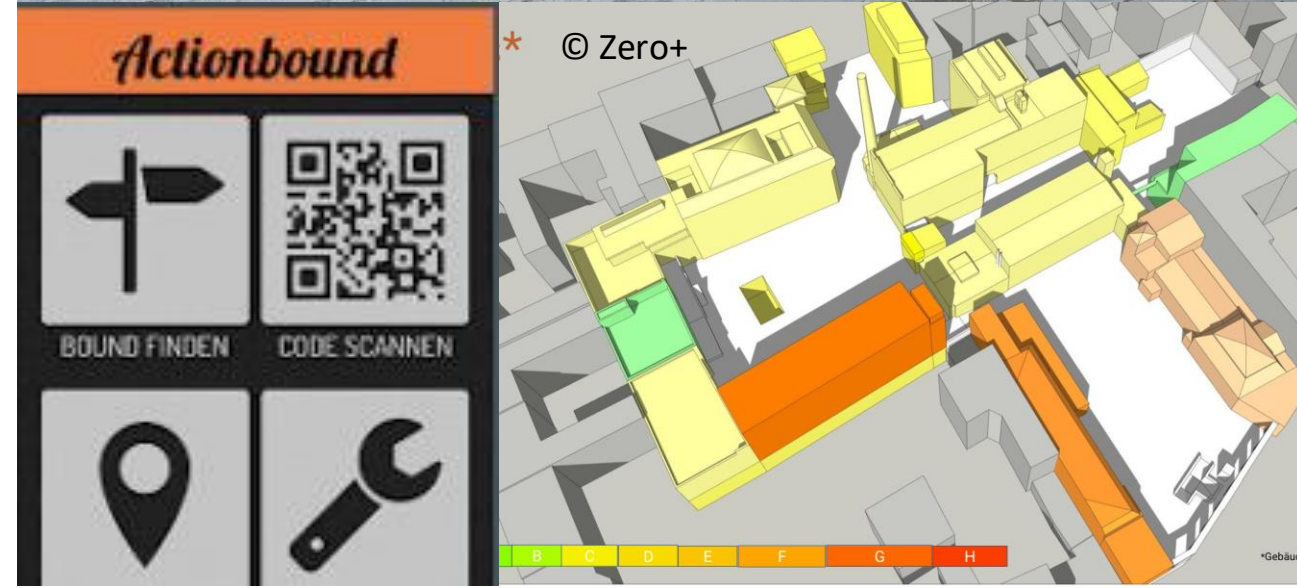 Actionbound
* © Zero+
BOUND FINDEN
CODE SCANNEN
B C D E F G H